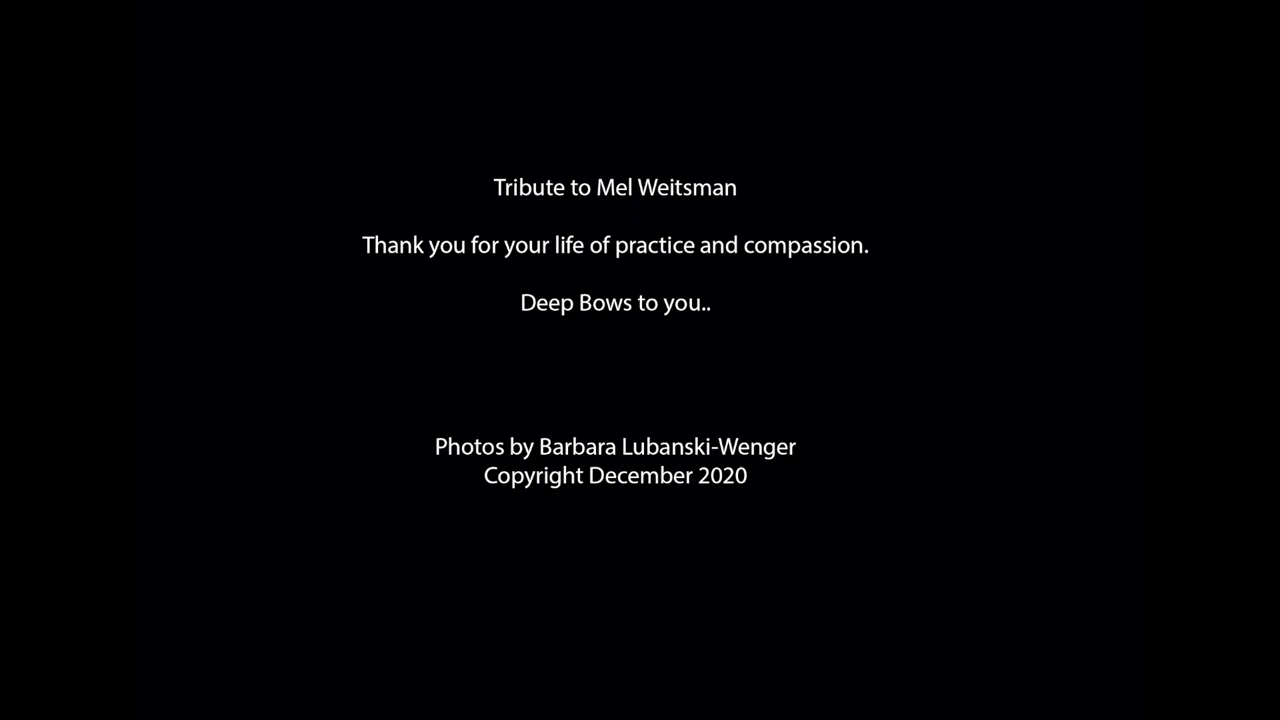 Tribute to Mel Weitsman
Thank you for your life of practice and compassion.
Deep Bows to you..
Photos by Barbara Lubanski-Wenger
Copyright December 2020